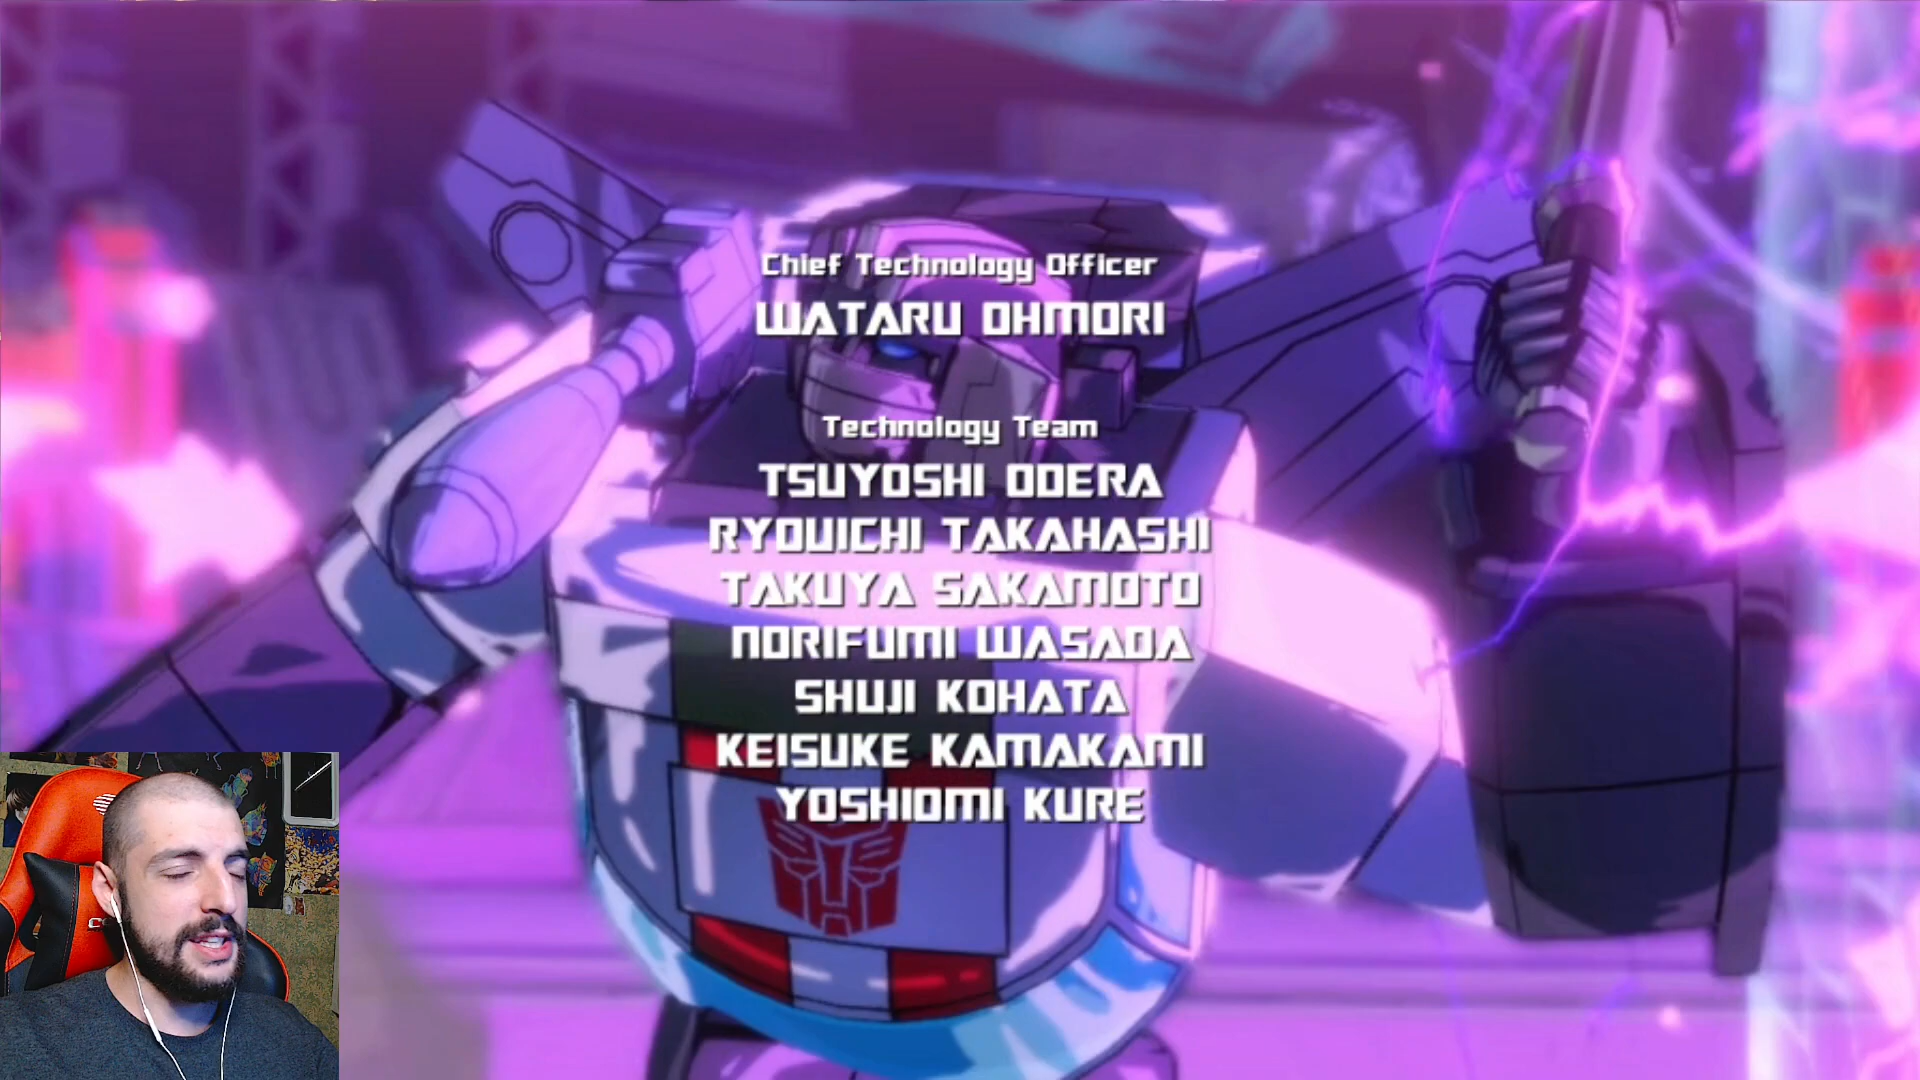 Chief Technology Officer
WATARU OHMORI
Technology Team
TSUYOSHI ODERA
RYOUICHI TAKAHASHI
TAKUYA SAKAMOTO
NORIFUMI WASADA
SHUJI KOHATA
KEISUKE KAMAKAMI
YOSHIOMI KURE